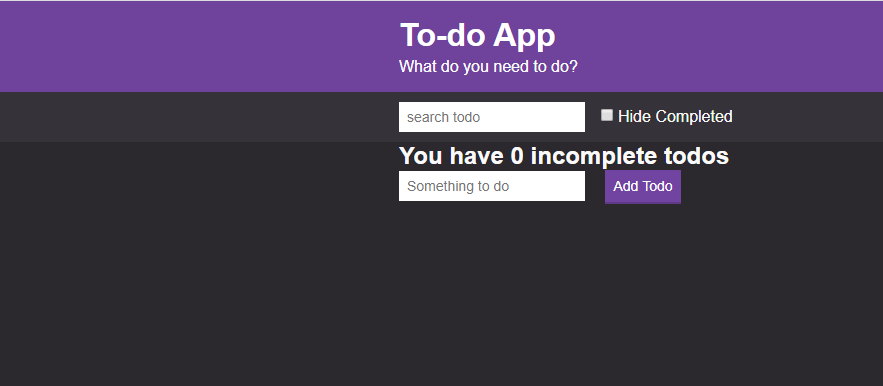 To-do App
What do you need to do?
search todo
Hide Completed
You have 0 incomplete todos
Something to do
Add Todo